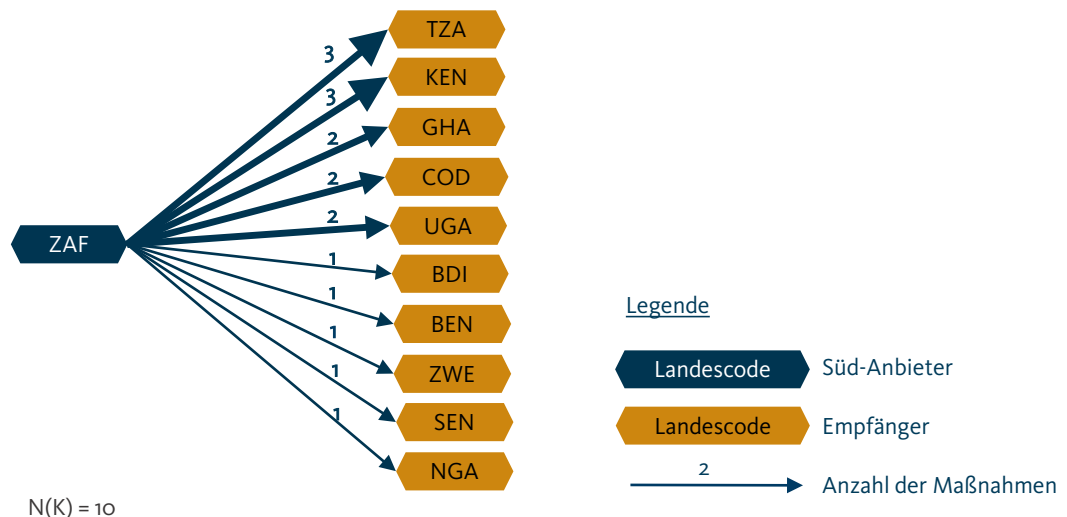 TZA
3
KEN
3
GHA
2
COD
2
UGA
2
ZAF
BDI
1
BEN
1
ZWE
1
SEN
1
NGA
1
N(K) = 10
Legende
Landescode Süd-Anbieter
Landescode Empfänger
2
Anzahl der Maßnahmen